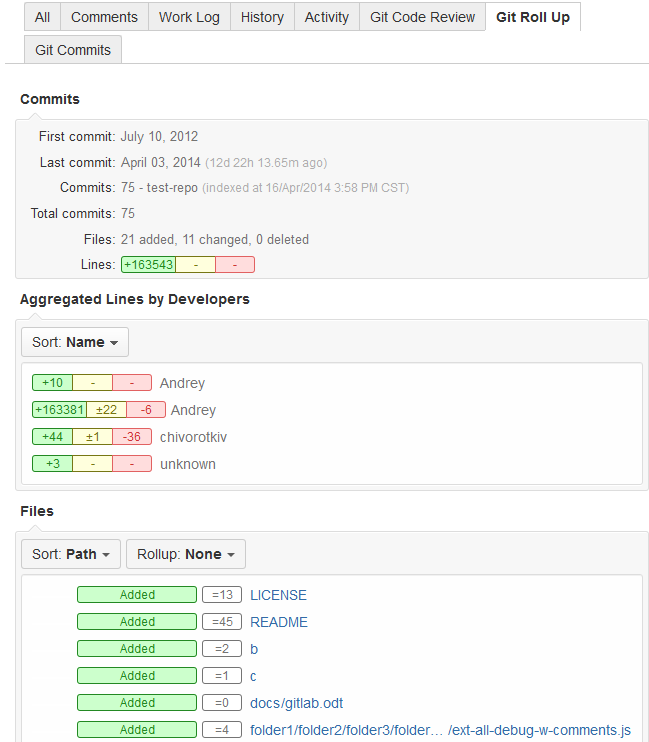 All Comments Work Log History Activity Git Code Review Git Roll Up
Git Commits
Commits
First commit: July 10, 2012
Last commit: April 03, 2014 (12d 22h 13.65m ago)
Commits: 75 - test-repo (indexed at 16/Apr/2014 3:58 PM CST)
Total commits: 75
Files: 21 added, 11 changed, 0 deleted
Lines: +163543 - -
Aggregated Lines by Developers
Sort: Name
+10 - - Andrey
+163381 ±22 -6 Andrey
+44 ±1 -36 chivorotkiv
+3 - - unknown
Files
Sort: Path Rollup: None
Added =13 LICENSE
Added =45 README
Added =2 b
Added =1 c
Added =0 docs/gitlab.odt
Added =4 folder1/folder2/folder3/folder… /ext-all-debug-w-comments.js